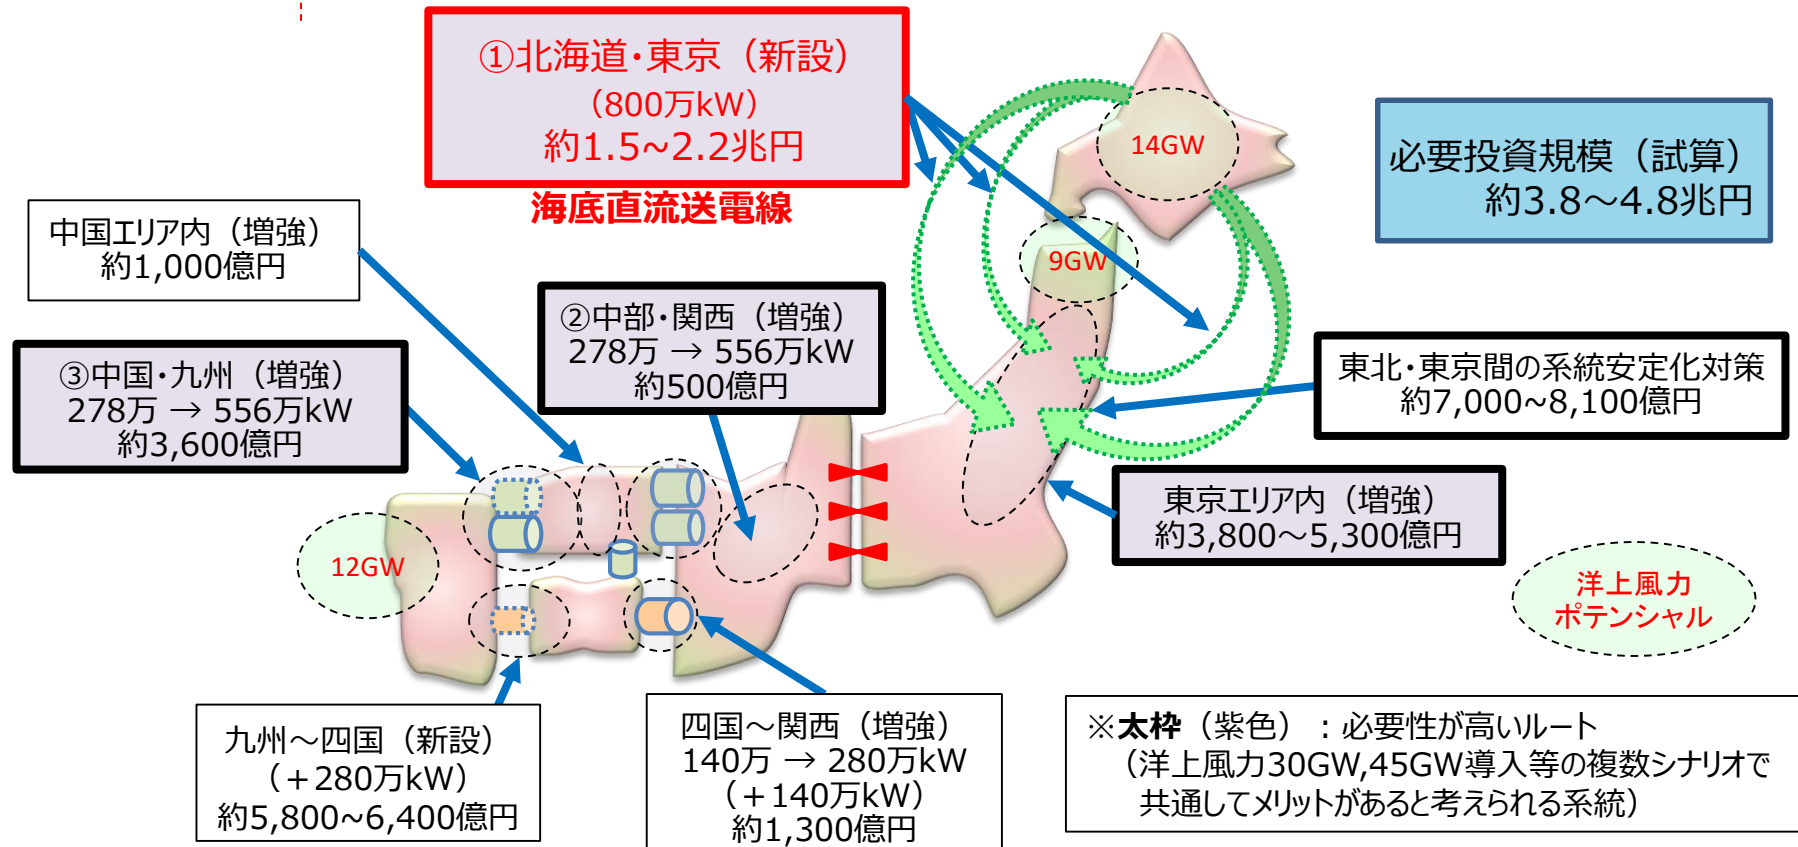 ①北海道・東京（新設）
（800万kW）
約1.5~2.2兆円
海底直流送電線
14GW
必要投資規模（試算）
約3.8～4.8兆円
中国エリア内（増強）
約1,000億円
9GW
②中部・関西（増強）
278万 → 556万kW
約500億円
③中国・九州（増強）
278万 → 556万kW
約3,600億円
東北・東京間の系統安定化対策
約7,000~8,100億円
東京エリア内（増強）
約3,800～5,300億円
12GW
洋上風力
ポテンシャル
九州～四国（新設）
（＋280万kW）
約5,800~6,400億円
四国～関西（増強）
140万 → 280万kW
（＋140万kW）
約1,300億円
※太枠（紫色）：必要性が高いルート
（洋上風力30GW,45GW導入等の複数シナリオで
共通してメリットがあると考えられる系統）